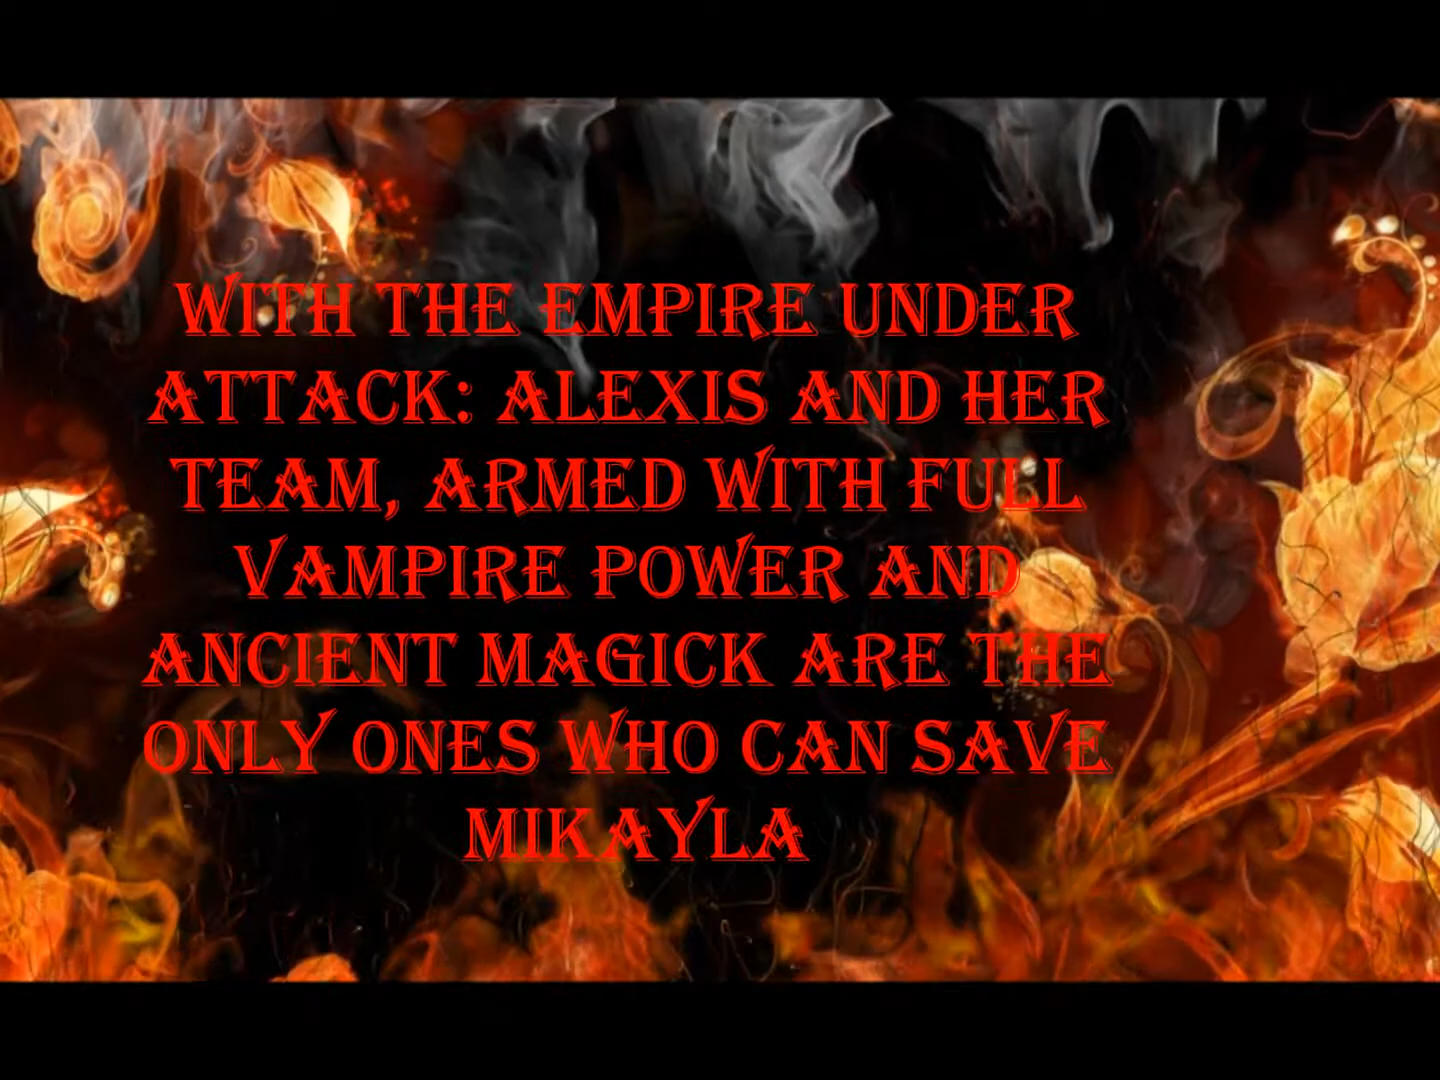 WITH THE EMPIRE UNDER
ATTACK: ALEXIS AND HER
TEAM, ARMED WITH FULL
VAMPIRE POWER AND
ANCIENT MAGICK ARE THE
ONLY ONES WHO CAN SAVE
MIKAYLA